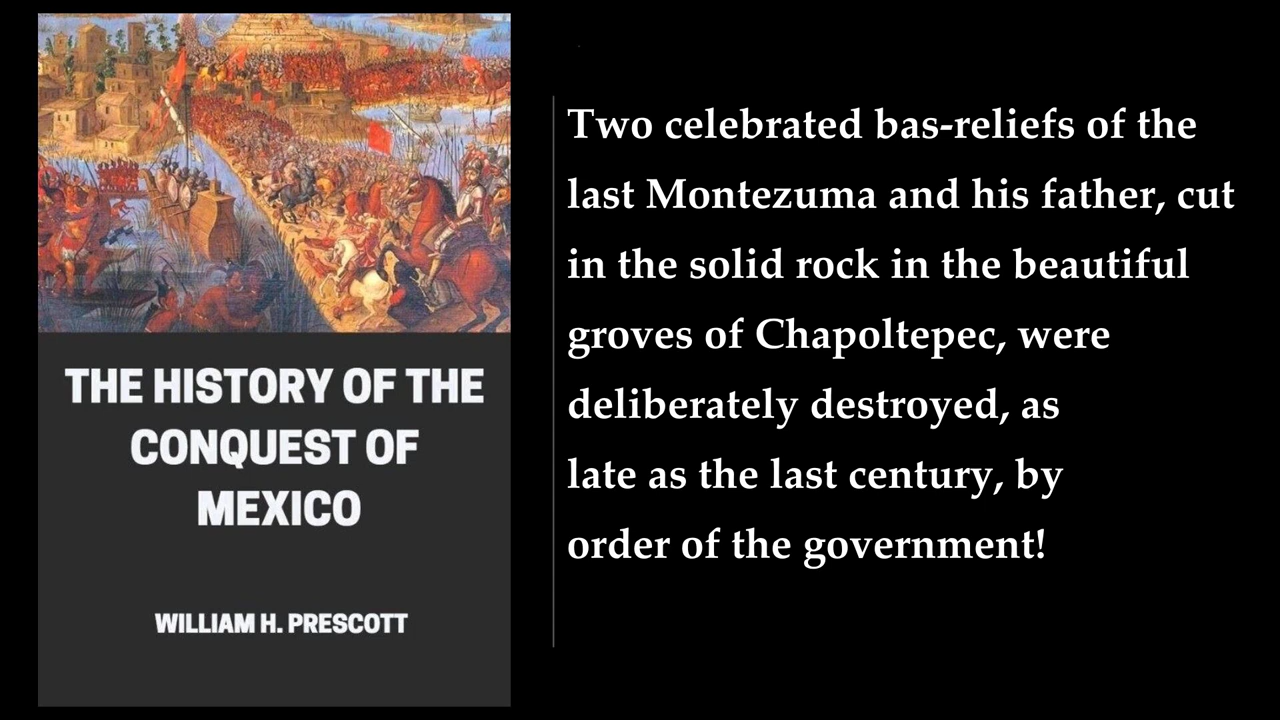 THE HISTORY OF THE
CONQUEST OF
MEXICO
WILLIAM H. PRESCOTT
Two celebrated bas-reliefs of the
last Montezuma and his father, cut
in the solid rock in the beautiful
groves of Chapoltepec, were
deliberately destroyed, as
late as the last century, by
order of the government!